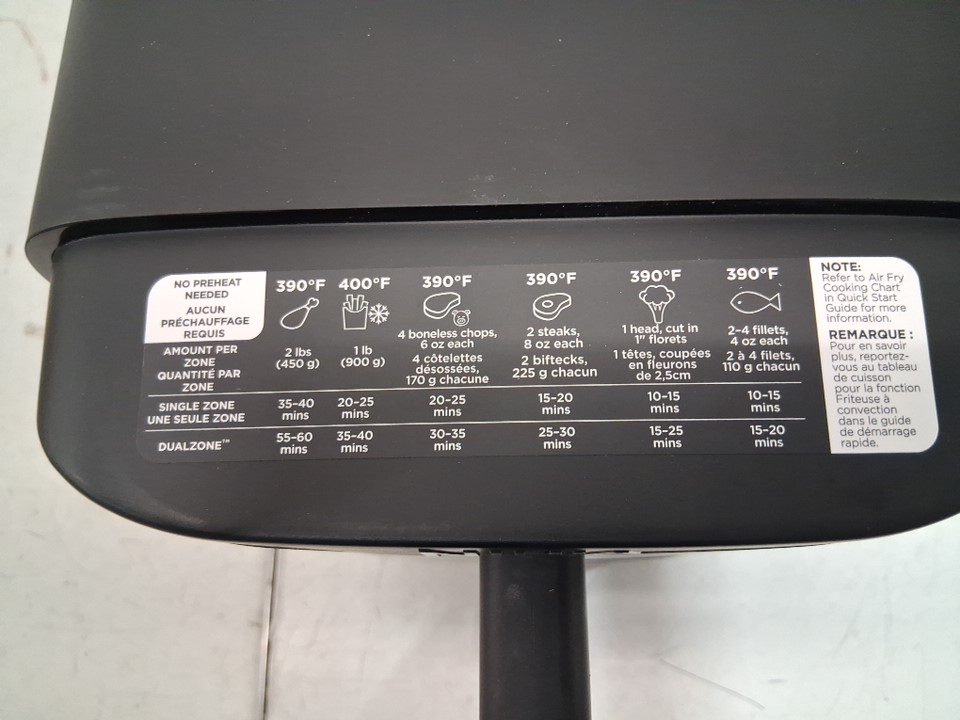 NO PREHEAT
NEEDED
AUCUN
PRÉCHAUFFAGE
REQUIS
390°F 400°F 390°F 390°F 390°F 390°F
4 boneless chops,
6 oz each
4 côtelettes
désossées,
170 g chacune
2 steaks,
8 oz each
2 biftecks,
225 g chacun
1 head, cut in
1" florets
1 têtes, coupées
en fleurons
de 2,5cm
2-4 fillets,
4 oz each
2 à 4 filets,
110 g chacun
AMOUNT PER
ZONE
QUANTITÉ PAR
ZONE
2 lbs
(450 g)
1 lb
(900 g)
SINGLE ZONE
UNE SEULE ZONE
35-40
mins
20-25
mins
20-25
mins
15-20
mins
10-15
mins
10-15
mins
DUALZONE™
55-60
mins
35-40
mins
30-35
mins
25-30
mins
15-25
mins
15-20
mins
NOTE:
Refer to Air Fry
Cooking Chart
in Quick Start
Guide for more
information.
REMARQUE :
Pour en savoir
plus, reportez-
vous au tableau
de cuisson
pour la fonction
Friteuse à
convection
dans le guide
de démarrage
rapide.